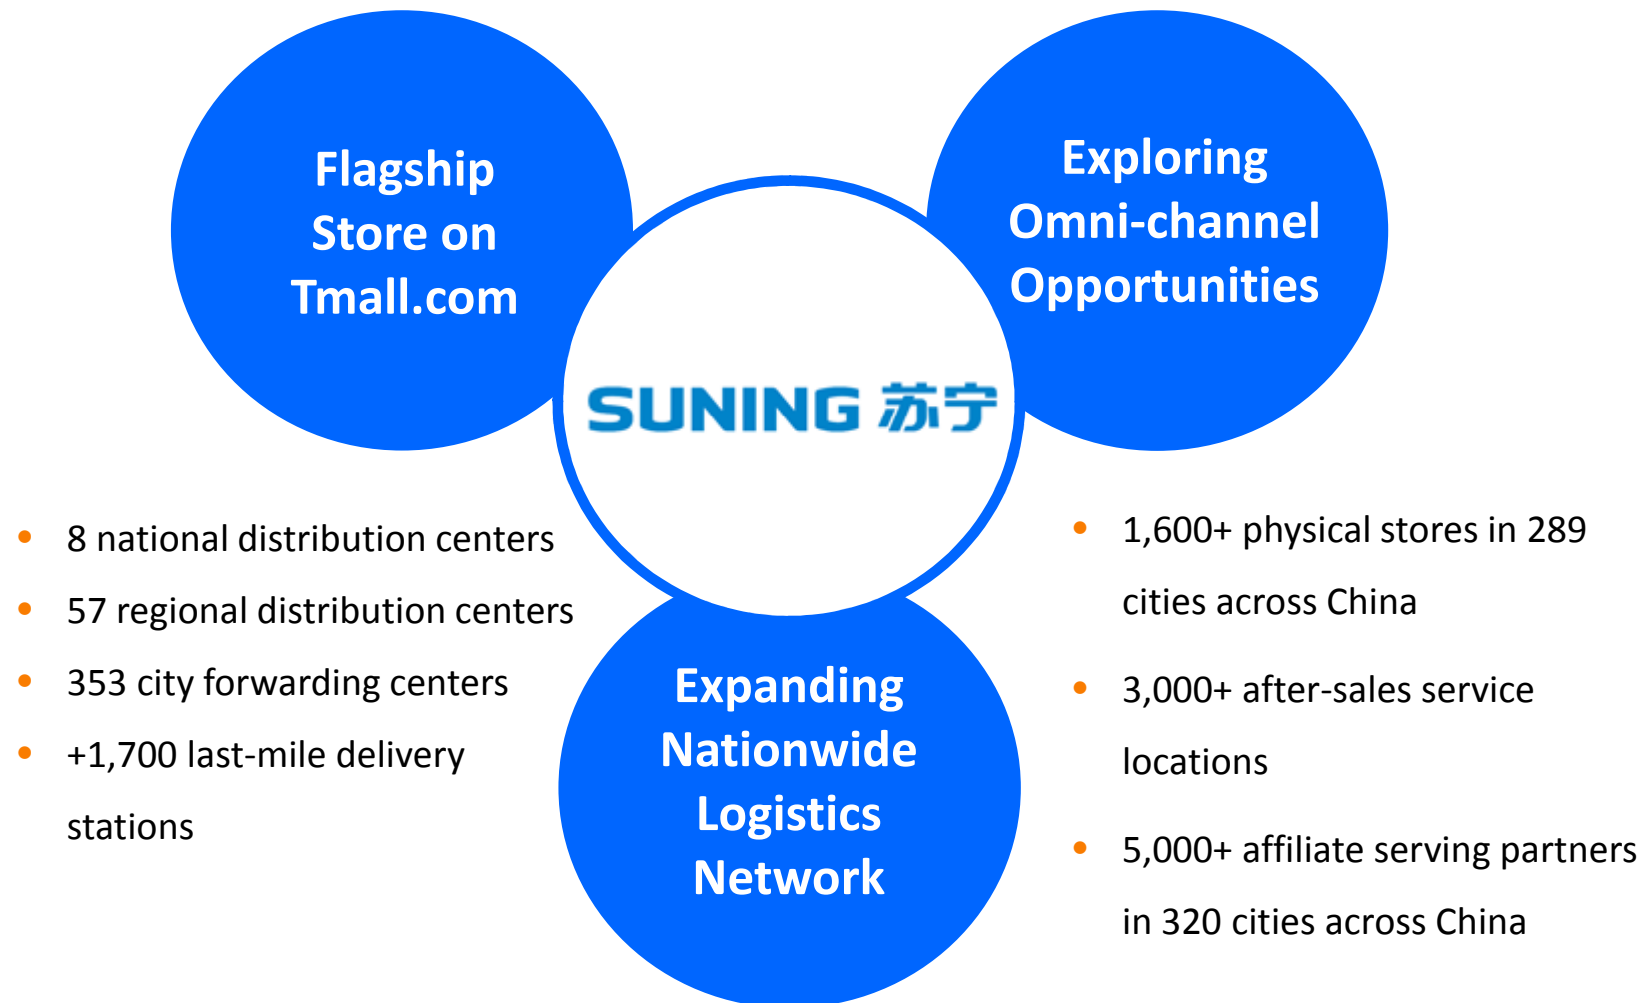 Flagship
Store on
Tmall.com
Exploring
Omni-channel
Opportunities
SUNING 苏宁
• 8 national distribution centers
• 57 regional distribution centers
• 353 city forwarding centers
• +1,700 last-mile delivery
stations
Expanding
Nationwide
Logistics
Network
• 1,600+ physical stores in 289
cities across China
• 3,000+ after-sales service
locations
• 5,000+ affiliate serving partners
in 320 cities across China